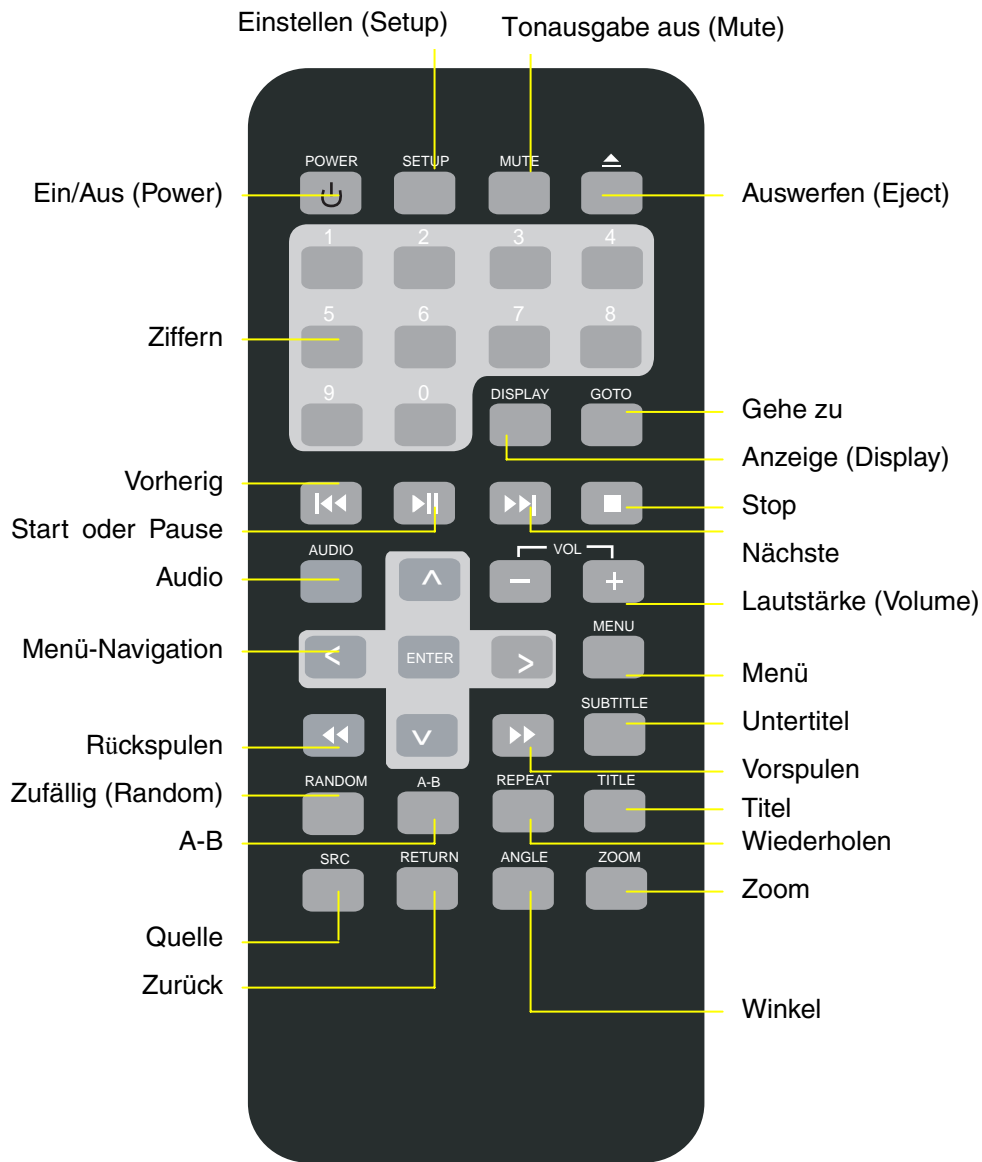 Einstellen (Setup)
Tonausgabe aus (Mute)
POWER
SETUP
MUTE
Ein/Aus (Power)
Auswerfen (Eject)
1
2
3
4
Ziffern
5
6
7
8
9
0
DISPLAY
GOTO
Gehe zu
Anzeige (Display)
Vorherig
Stop
Start oder Pause
Nächste
AUDIO
VOL
Audio
Lautstärke (Volume)
MENU
Menü-Navigation
<
ENTER
>
Menü
SUBTITLE
Untertitel
Rückspulen
Vorspulen
Zufällig (Random)
RANDOM
A-B
REPEAT
TITLE
Titel
A-B
Wiederholen
SRC
RETURN
ANGLE
ZOOM
Zoom
Quelle
Zurück
Winkel